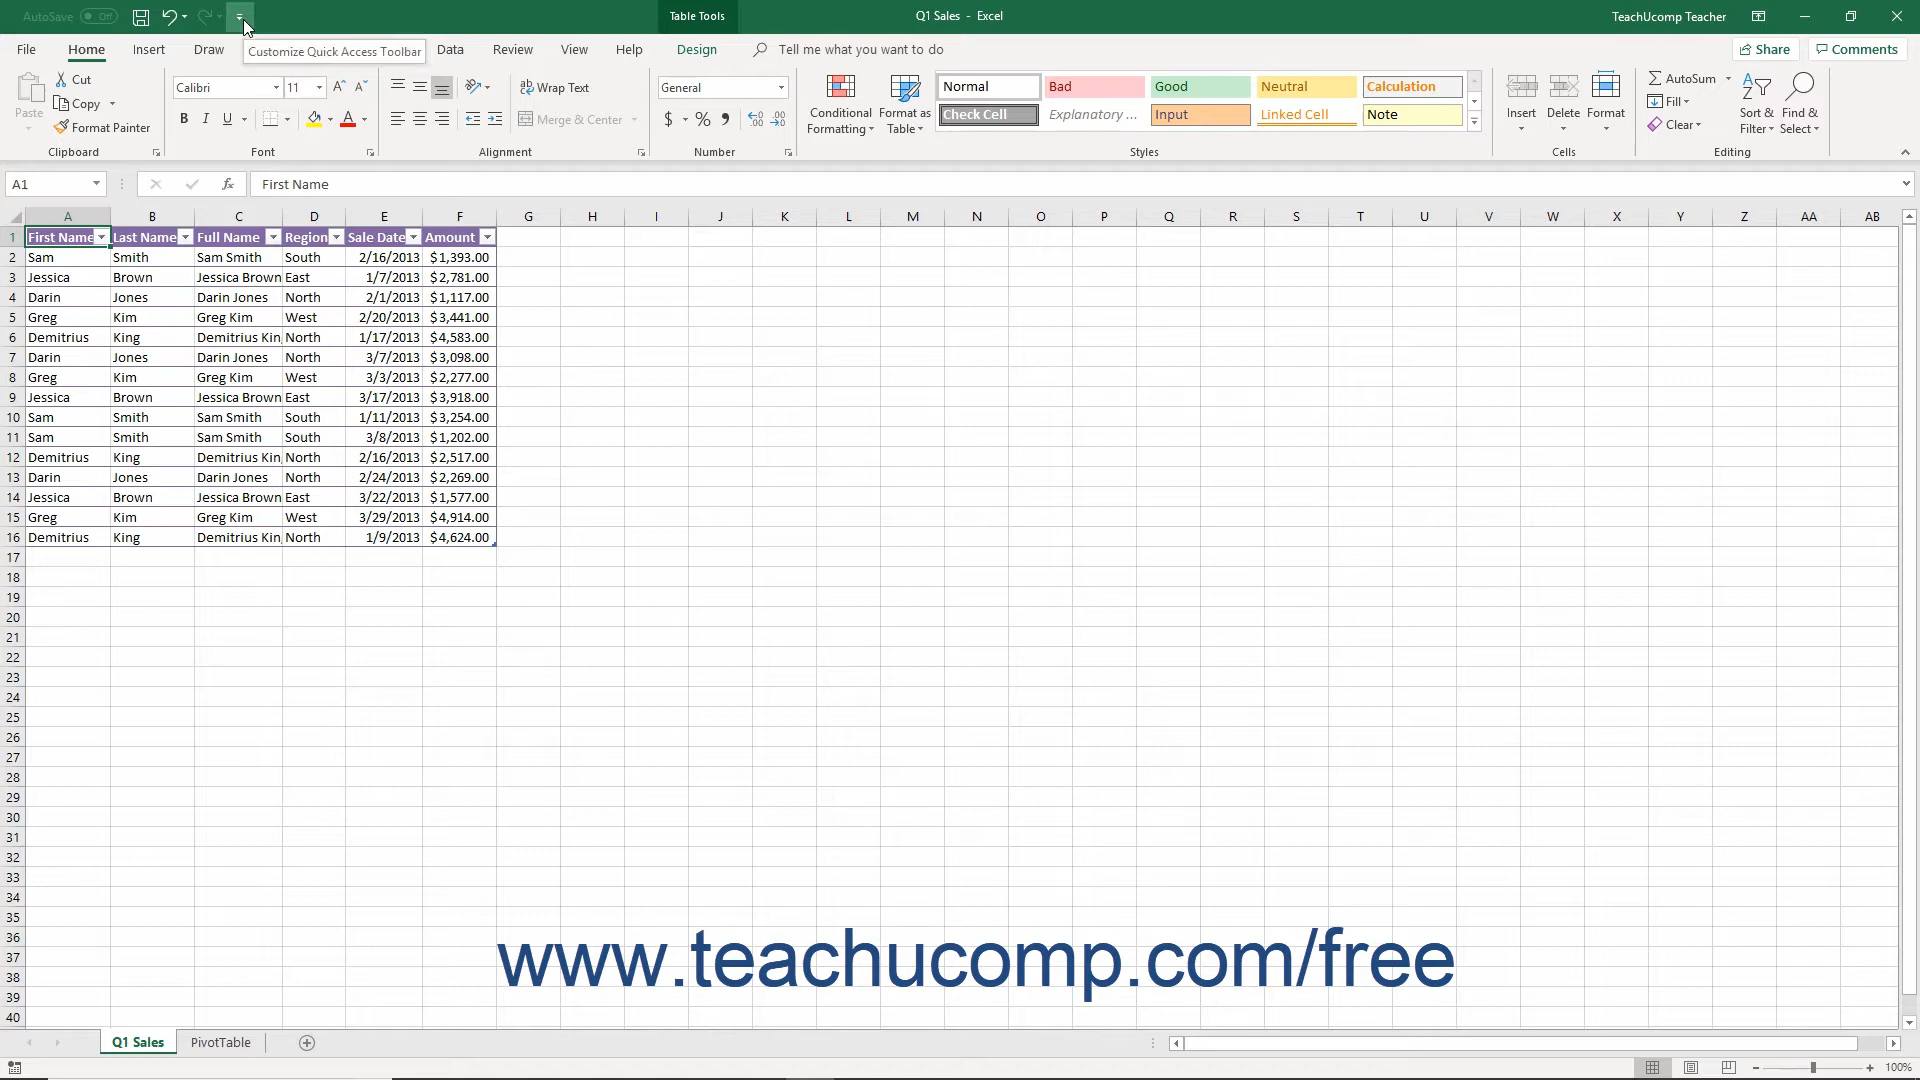 AutoSave Off Table Tools Q1 Sales - Excel TeachUcomp Teacher
File Home Insert Draw Data Review View Help Design Tell me what you want to do Share Comments
Customize Quick Access Toolbar
Paste Cut Copy Format Painter Clipboard
Calibri 11 B I U A A A Font
ab Wrap Text Merge & Center Alignment
General $ % , .00 .00 Number
Conditional Formatting Format as Table Normal Bad Good Neutral Calculation
Check Cell Explanatory ... Input Linked Cell Note
Styles
Insert Delete Format Cells
AutoSum Fill Clear Sort & Filter Find & Select Editing
A1 fx First Name
A B C D E F G H I J K L M N O P Q R S T U V W X Y Z AA AB
1 First Name Last Name Full Name Region Sale Date Amount
2 Sam Smith Sam Smith South 2/16/2013 $1,393.00
3 Jessica Brown Jessica Brown East 1/7/2013 $2,781.00
4 Darin Jones Darin Jones North 2/1/2013 $1,117.00
5 Greg Kim Greg Kim West 2/20/2013 $3,441.00
6 Demitrius King Demitrius Kin North 1/17/2013 $4,583.00
7 Darin Jones Darin Jones North 3/7/2013 $3,098.00
8 Greg Kim Greg Kim West 3/3/2013 $2,277.00
9 Jessica Brown Jessica Brown East 3/17/2013 $3,918.00
10 Sam Smith Sam Smith South 1/11/2013 $3,254.00
11 Sam Smith Sam Smith South 3/8/2013 $1,202.00
12 Demitrius King Demitrius Kin North 2/16/2013 $2,517.00
13 Darin Jones Darin Jones North 2/24/2013 $2,269.00
14 Jessica Brown Jessica Brown East 3/22/2013 $1,577.00
15 Greg Kim Greg Kim West 3/29/2013 $4,914.00
16 Demitrius King Demitrius Kin North 1/9/2013 $4,624.00
17
18
19
20
21
22
23
24
25
26
27
28
29
30
31
32
33
34
35
36
37
38
39
40
www.teachucomp.com/free
Q1 Sales PivotTable
100%